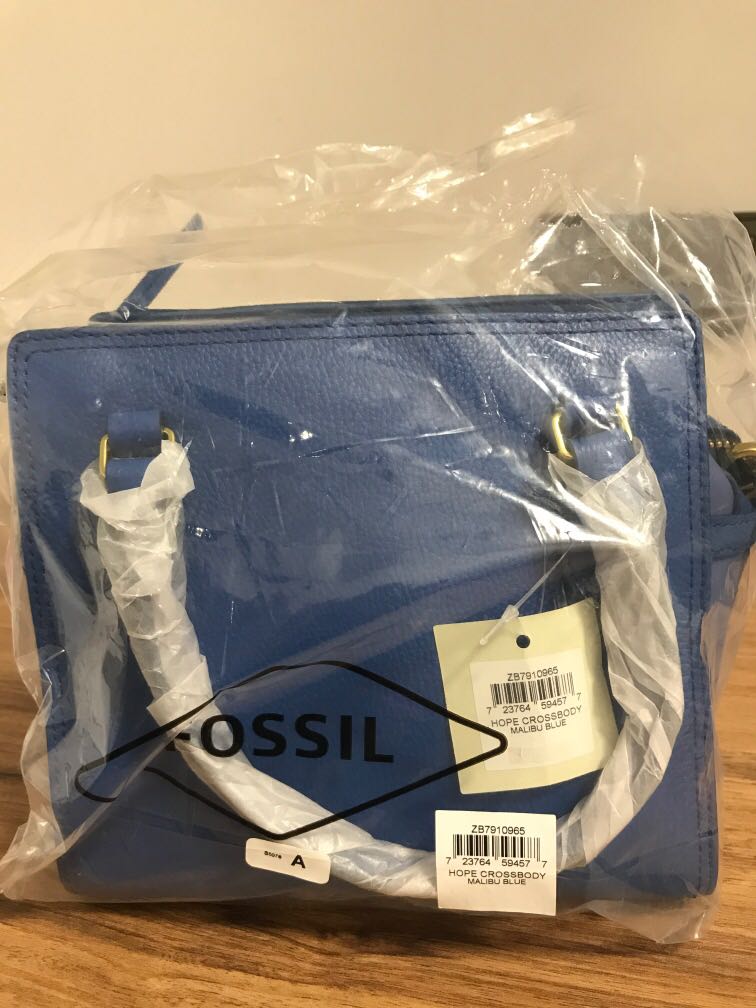 ZB7910965
7 23764 59457 7
HOPE CROSSBODY
MALIBU BLUE
FOSSIL
Store A
ZB7910965
7 23764 59457 7
HOPE CROSSBODY
MALIBU BLUE